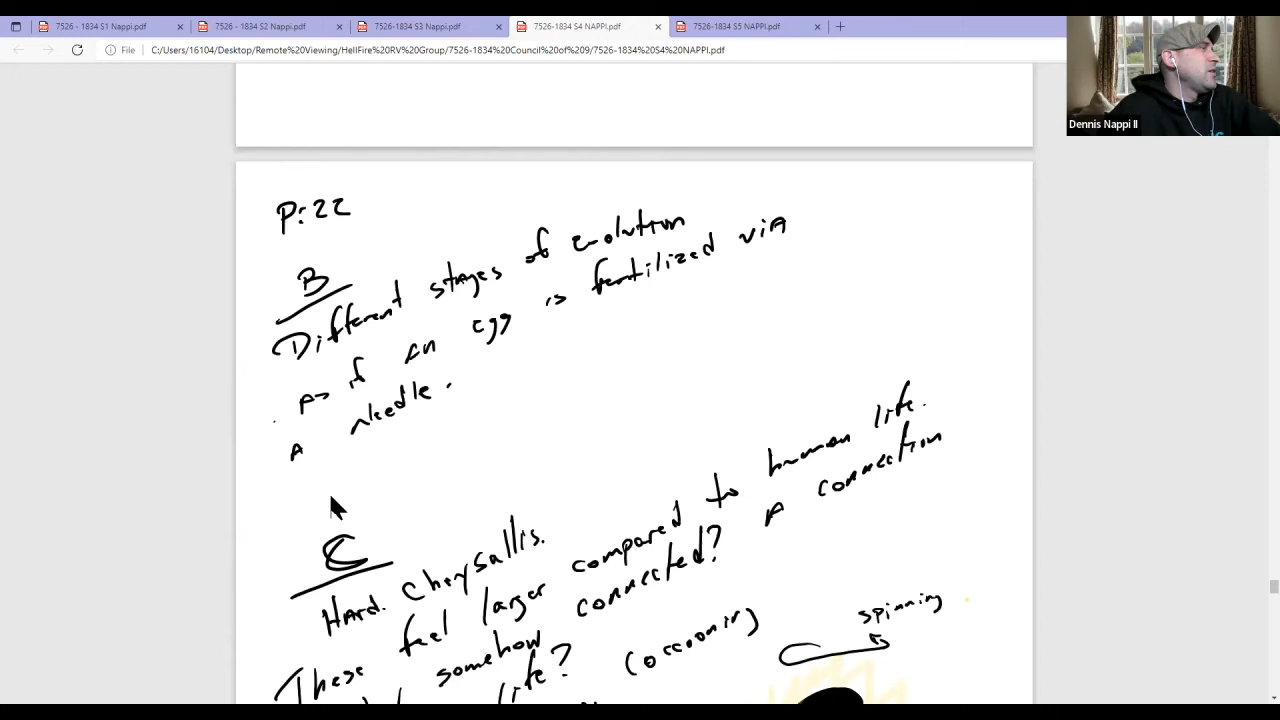 7526 - 1834 S1 Nappi.pdf
7526 - 1834 S2 Nappi.pdf
7526-1834 S3 Nappi.pdf
7526-1834 S4 NAPPI.pdf
7526-1834 S5 NAPPI.pdf
File
C:/Users/16104/Desktop/Remote%20Viewing/HellFire%20RV%20Group/7526-1834%20Council%20of%209/7526-1834%20S4%20NAPPI.pdf
Dennis Nappi II
P: 22
B
Different stages of evolution
As if an egg is fertilized viA
A needle.
C
HArd. Chrysallis.
These feel larger compared to human life.
somehow connected? A connection
life? Cocooning
spinning